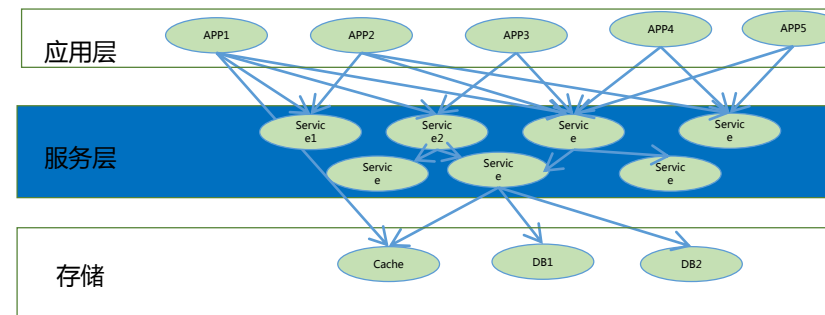 应用层
APP1
APP2
APP3
APP4
APP5
服务层
Servic
e1
Servic
e2
Servic
e
Servic
e
Servic
e
Servic
e
Servic
e
存储
Cache
DB1
DB2